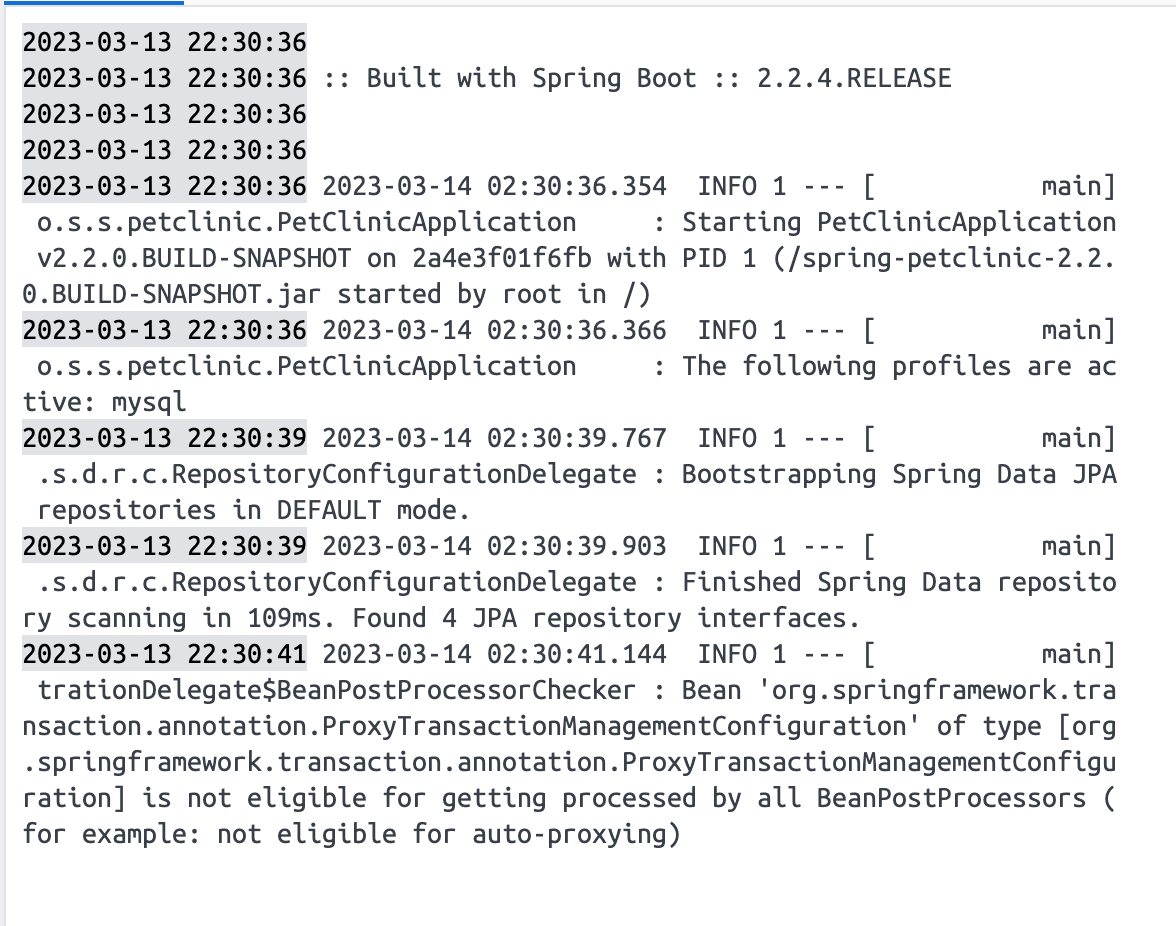 2023-03-13 22:30:36
2023-03-13 22:30:36 :: Built with Spring Boot :: 2.2.4.RELEASE
2023-03-13 22:30:36
2023-03-13 22:30:36
2023-03-13 22:30:36 2023-03-14 02:30:36.354  INFO 1 --- [           main]
 o.s.s.petclinic.PetClinicApplication     : Starting PetClinicApplication
 v2.2.0.BUILD-SNAPSHOT on 2a4e3f01f6fb with PID 1 (/spring-petclinic-2.2.
0.BUILD-SNAPSHOT.jar started by root in /)
2023-03-13 22:30:36 2023-03-14 02:30:36.366  INFO 1 --- [           main]
 o.s.s.petclinic.PetClinicApplication     : The following profiles are ac
tive: mysql
2023-03-13 22:30:39 2023-03-14 02:30:39.767  INFO 1 --- [           main]
 .s.d.r.c.RepositoryConfigurationDelegate : Bootstrapping Spring Data JPA
 repositories in DEFAULT mode.
2023-03-13 22:30:39 2023-03-14 02:30:39.903  INFO 1 --- [           main]
 .s.d.r.c.RepositoryConfigurationDelegate : Finished Spring Data reposito
ry scanning in 109ms. Found 4 JPA repository interfaces.
2023-03-13 22:30:41 2023-03-14 02:30:41.144  INFO 1 --- [           main]
 trationDelegate$BeanPostProcessorChecker : Bean 'org.springframework.tra
nsaction.annotation.ProxyTransactionManagementConfiguration' of type [org
.springframework.transaction.annotation.ProxyTransactionManagementConfigu
ration] is not eligible for getting processed by all BeanPostProcessors (
for example: not eligible for auto-proxying)